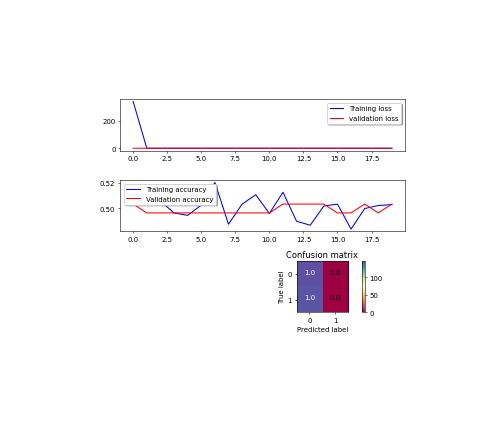 Training loss
validation loss
200
0
0.0 2.5 5.0 7.5 10.0 12.5 15.0 17.5
0.52
Training accuracy
Validation accuracy
0.50
0.0 2.5 5.0 7.5 10.0 12.5 15.0 17.5
Confusion matrix
0 1.0 0.0
1 1.0 0.0
True label
0 1
Predicted label
100
50
0